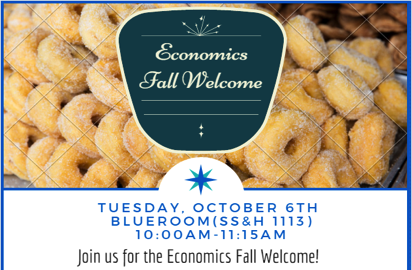 Economics
Fall Welcome
TUESDAY, OCTOBER 6TH
BLUEROOM(SS&H 1113)
10:00AM-11:15AM
Join us for the Economics Fall Welcome!